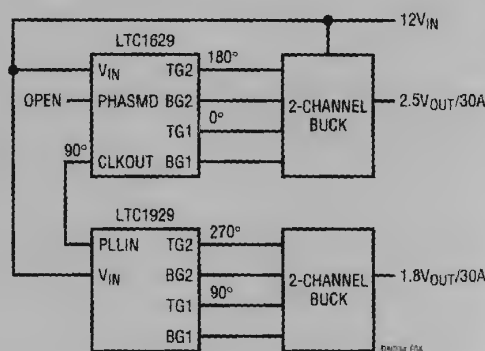 12VIN
LTC1629
VIN
TG2
180°
OPEN
PHASMD
BG2
0°
TG1
90°
CLKOUT
BG1
2-CHANNEL
BUCK
2.5VOUT/30A
LTC1929
PLLIN
TG2
270°
VIN
BG2
90°
TG1
BG1
2-CHANNEL
BUCK
1.8VOUT/30A